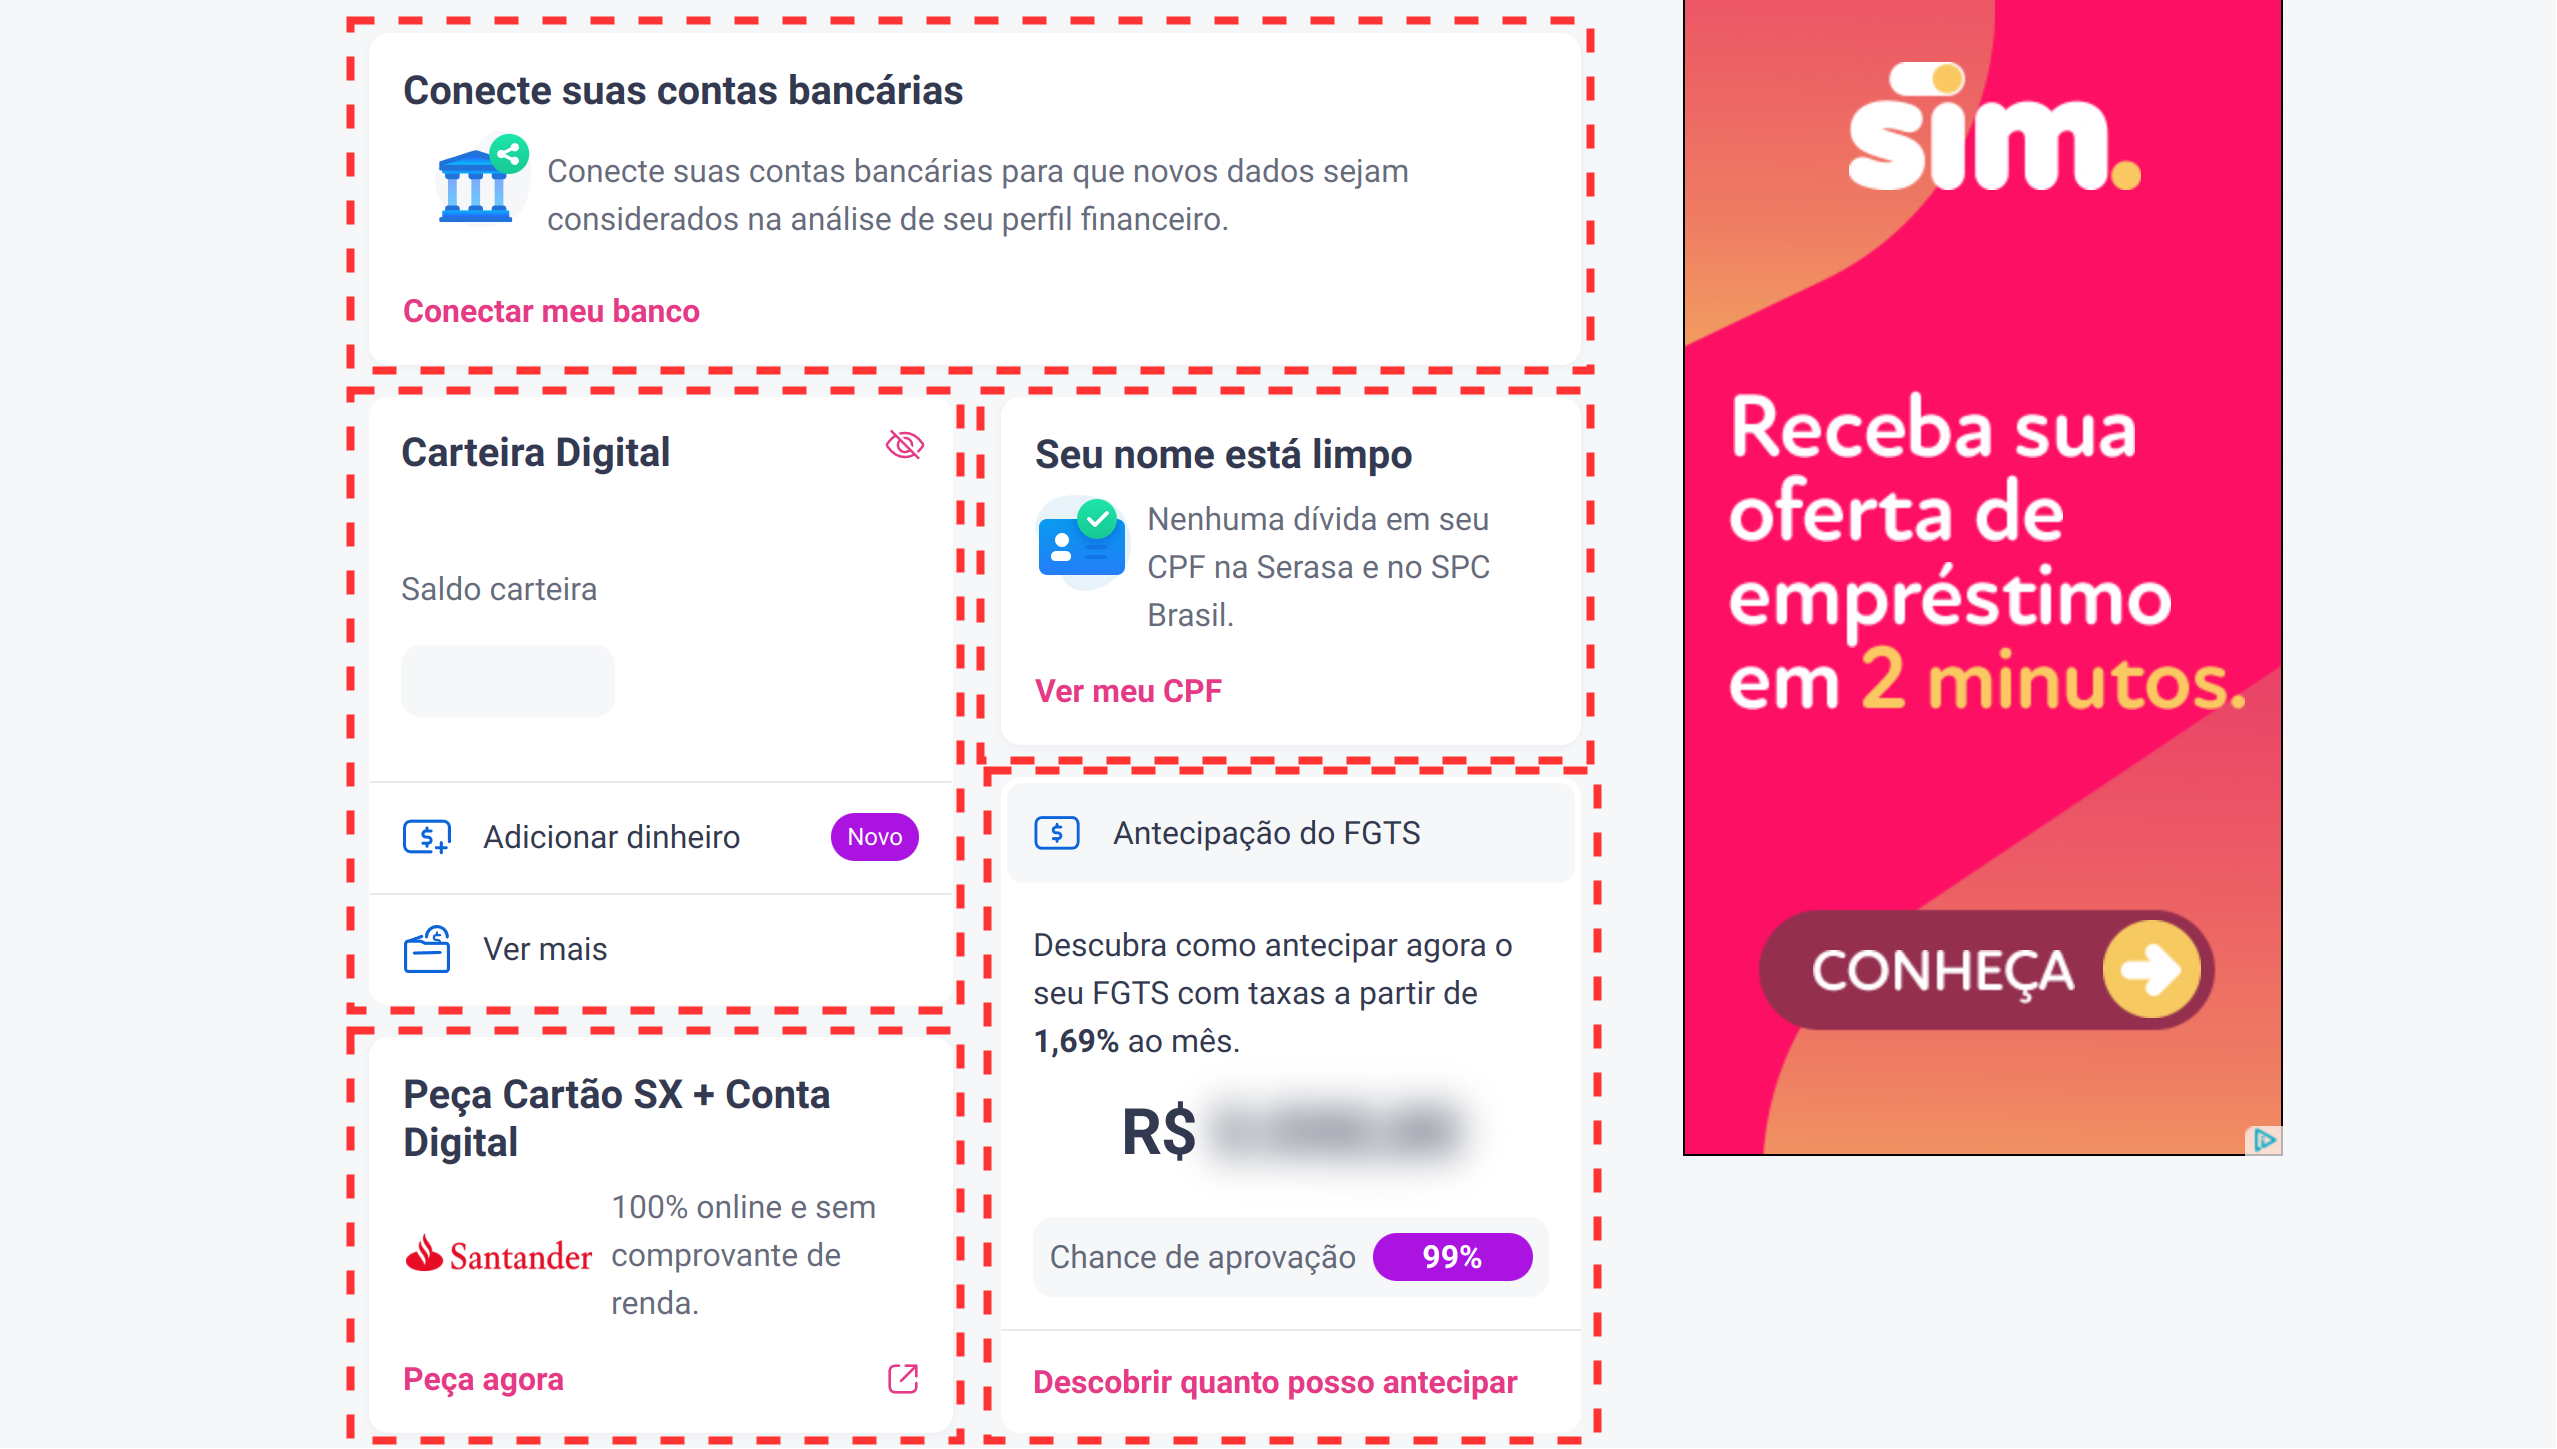 Conecte suas contas bancárias
Conecte suas contas bancárias para que novos dados sejam
considerados na análise de seu perfil financeiro.
Conectar meu banco
Carteira Digital
Saldo carteira
Adicionar dinheiro
Novo
Ver mais
Peça Cartão SX + Conta
Digital
Santander
100% online e sem
comprovante de
renda.
Peça agora
Seu nome está limpo
Nenhuma dívida em seu
CPF na Serasa e no SPC
Brasil.
Ver meu CPF
Antecipação do FGTS
Descubra como antecipar agora o
seu FGTS com taxas a partir de
1,69% ao mês.
R$
Chance de aprovação
99%
Descobrir quanto posso antecipar
sim.
Receba sua
oferta de
empréstimo
em 2 minutos.
CONHEÇA